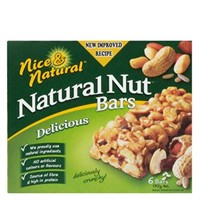 NEW IMPROVED
RECIPE
Nice &
Natural
Natural Nut
Bars
Delicious
We proudly use
natural ingredients
NO artificial
colours or flavours
Source of fibre
& high in protein
deliciously
crunchy!
6 BARS